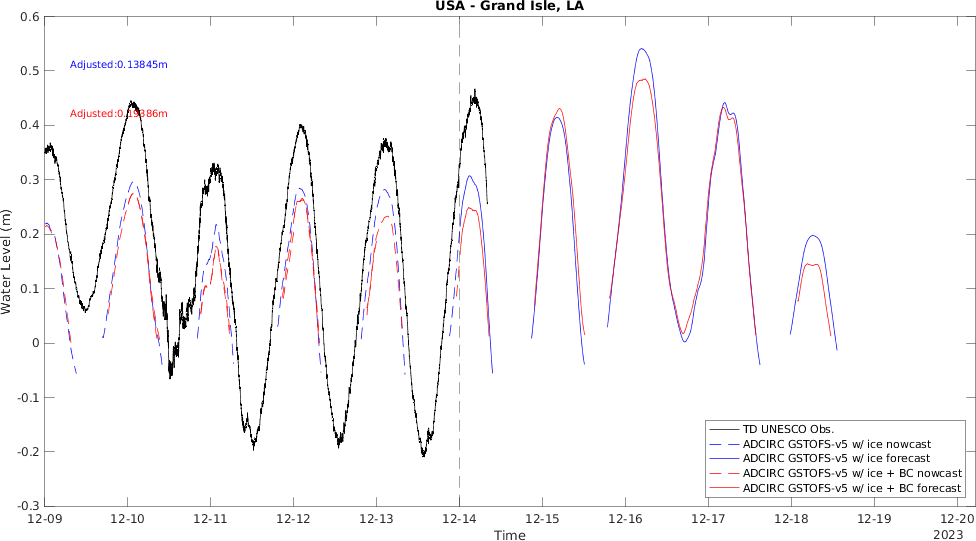 USA - Grand Isle, LA
Adjusted:0.13845m
Adjusted:0.19386m
Water Level (m)
0.6
0.5
0.4
0.3
0.2
0.1
0
-0.1
-0.2
-0.3
12-09 12-10 12-11 12-12 12-13 12-14 12-15 12-16 12-17 12-18 12-19 12-20
2023
Time
TD UNESCO Obs.
ADCIRC GSTOFS-v5 w/ ice nowcast
ADCIRC GSTOFS-v5 w/ ice forecast
ADCIRC GSTOFS-v5 w/ ice + BC nowcast
ADCIRC GSTOFS-v5 w/ ice + BC forecast